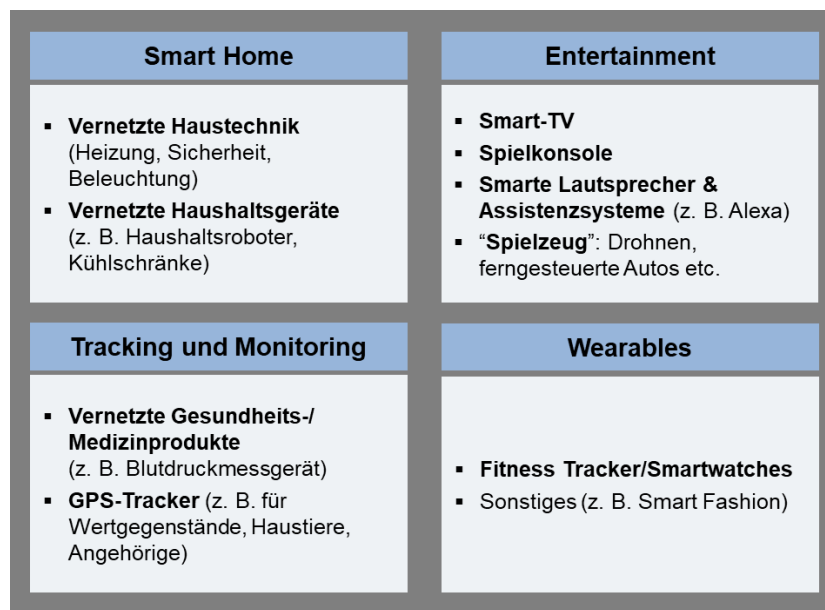 Smart Home
▪ Vernetzte Haustechnik
(Heizung, Sicherheit,
Beleuchtung)
▪ Vernetzte Haushaltsgeräte
(z. B. Haushaltsroboter,
Kühlschränke)
Entertainment
▪ Smart-TV
▪ Spielkonsole
▪ Smarte Lautsprecher &
Assistenzsysteme (z. B. Alexa)
▪ “Spielzeug”: Drohnen,
ferngesteuerte Autos etc.
Tracking und Monitoring
▪ Vernetzte Gesundheits-/
Medizinprodukte
(z. B. Blutdruckmessgerät)
▪ GPS-Tracker (z. B. für
Wertgegenstände, Haustiere,
Angehörige)
Wearables
▪ Fitness Tracker/Smartwatches
▪ Sonstiges (z. B. Smart Fashion)